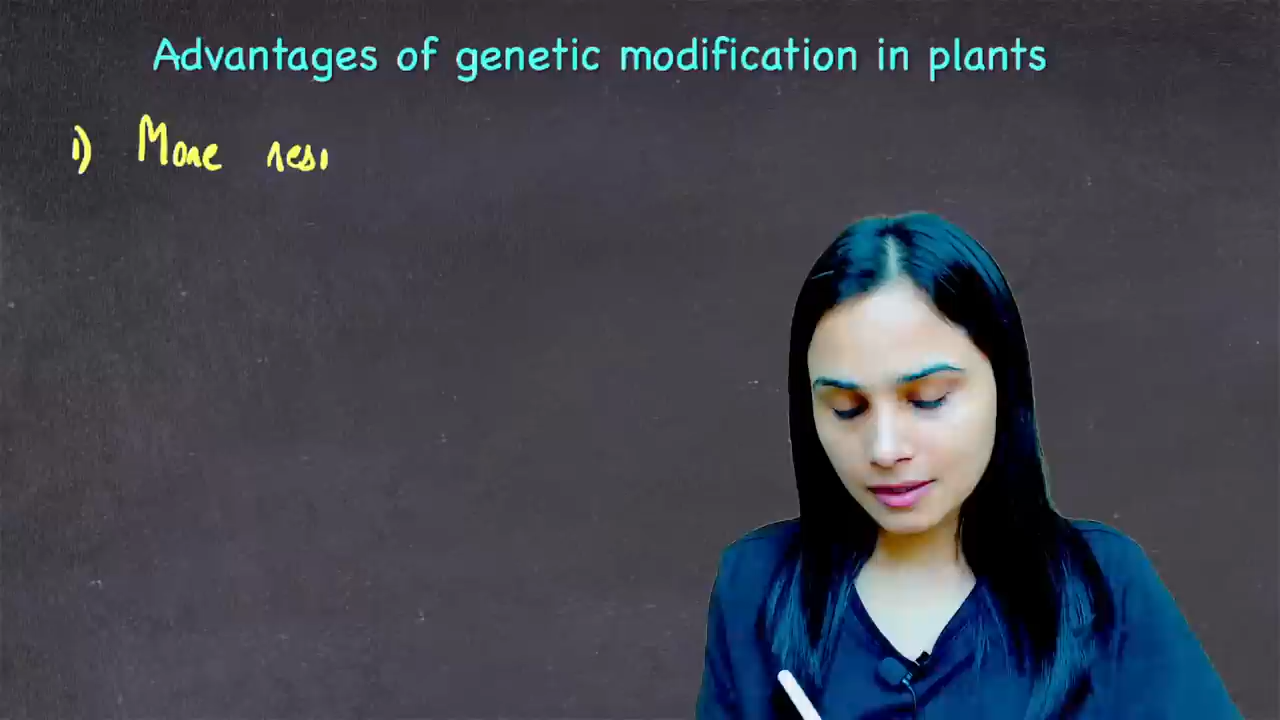 Advantages of genetic modification in plants
1) More resi